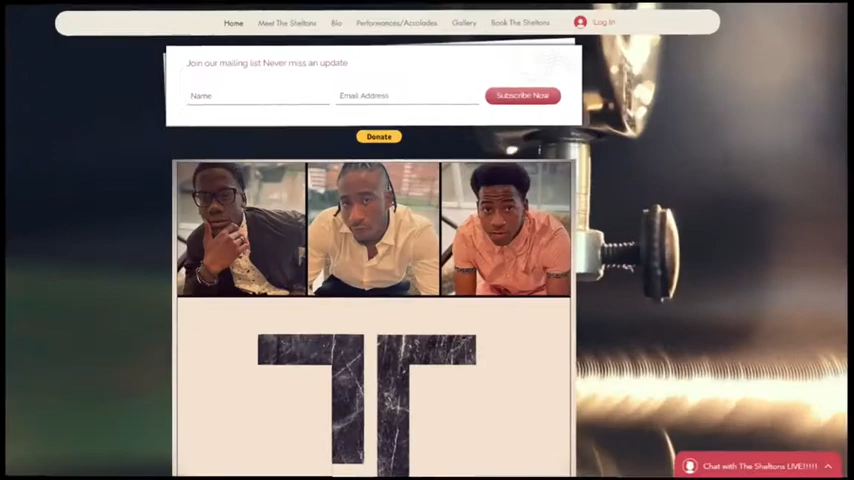 Home Meet The Sheltons Bio Performances/Accolades Gallery Book The Sheltons Log In
Join our mailing list Never miss an update
Name Email Address Subscribe Now
Donate
Chat with The Sheltons LIVE!!!!!